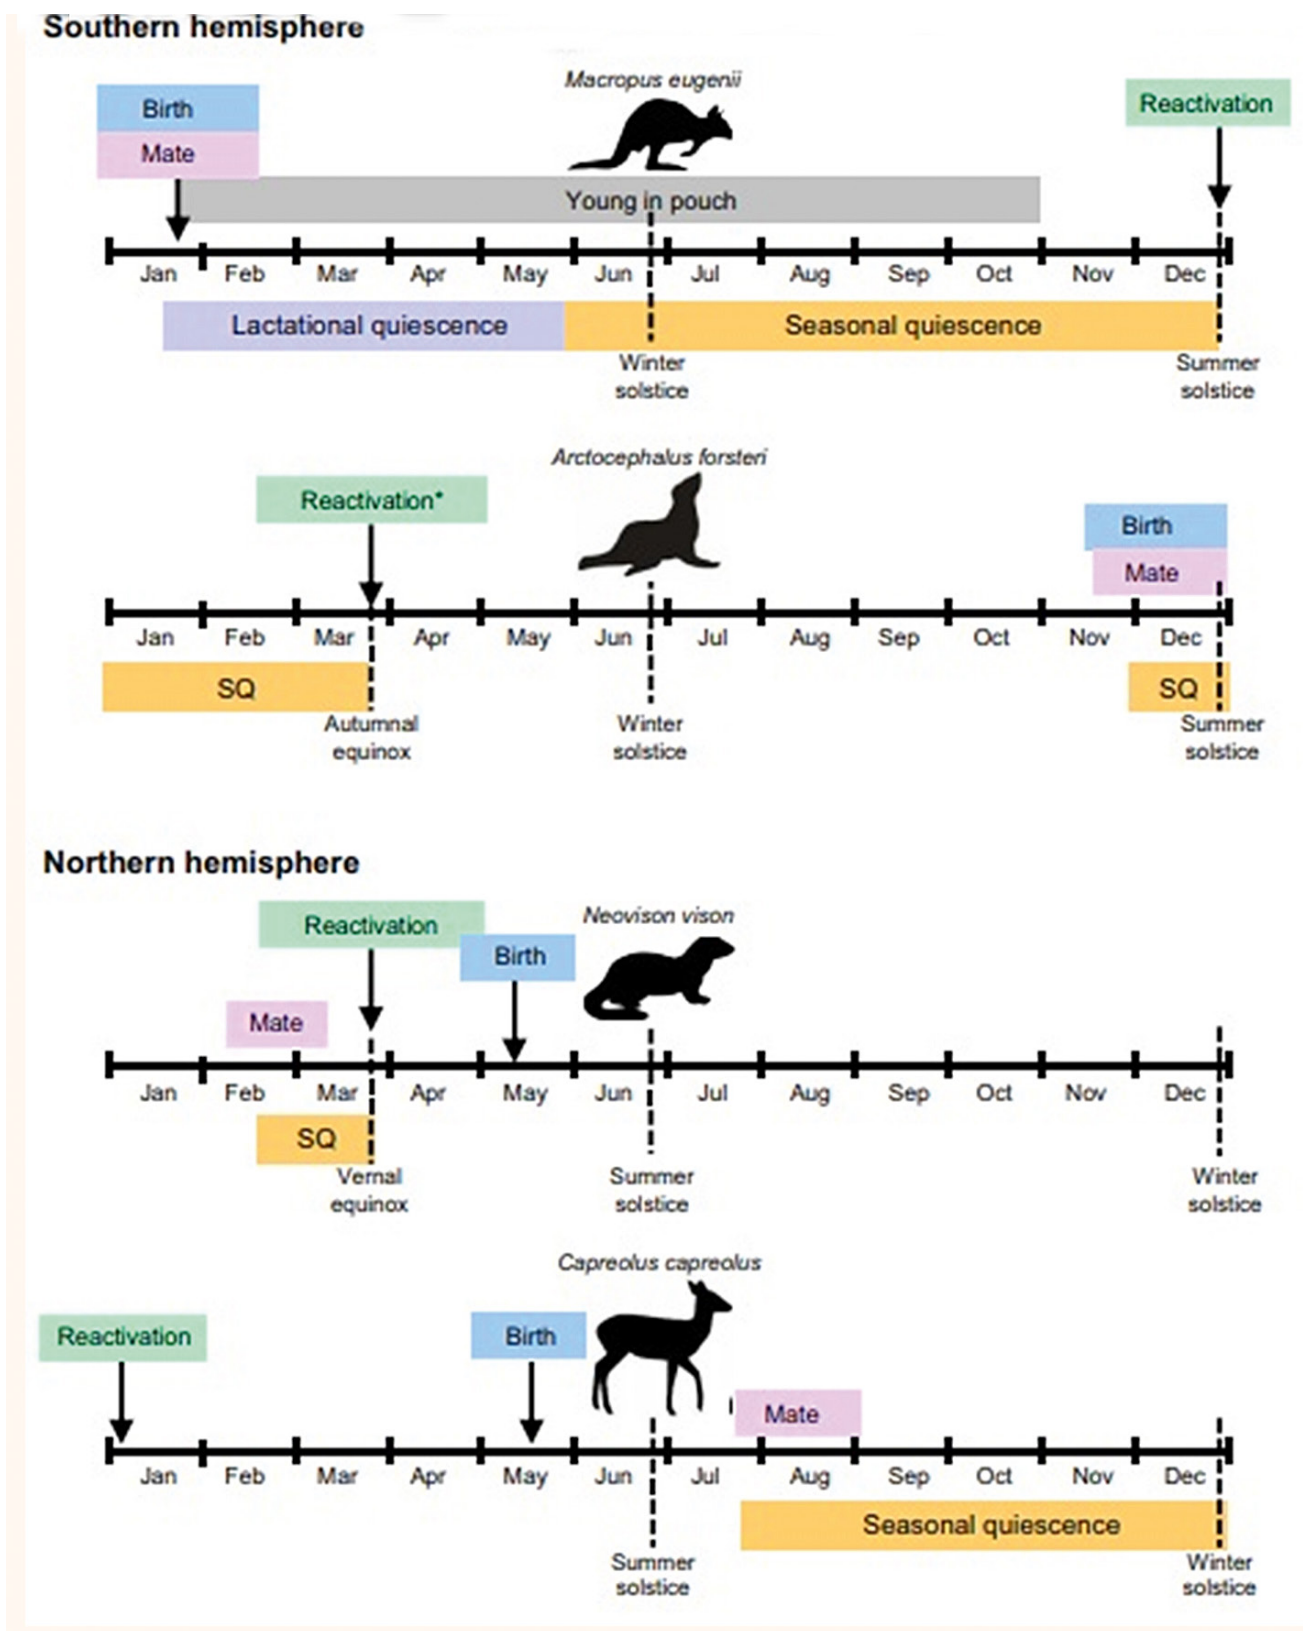 Southern hemisphere
Macropus eugenii
Birth
Mate
Reactivation
Young in pouch
Jan Feb Mar Apr May Jun Jul Aug Sep Oct Nov Dec
Lactational quiescence
Seasonal quiescence
Winter
solstice
Summer
solstice
Arctocephalus forsteri
Reactivation*
Birth
Mate
Jan Feb Mar Apr May Jun Jul Aug Sep Oct Nov Dec
SQ
SQ
Autumnal
equinox
Winter
solstice
Summer
solstice
Northern hemisphere
Neovison vison
Reactivation
Birth
Mate
Jan Feb Mar Apr May Jun Jul Aug Sep Oct Nov Dec
SQ
Vernal
equinox
Summer
solstice
Winter
solstice
Capreolus capreolus
Reactivation
Birth
Mate
Jan Feb Mar Apr May Jun Jul Aug Sep Oct Nov Dec
Seasonal quiescence
Summer
solstice
Winter
solstice